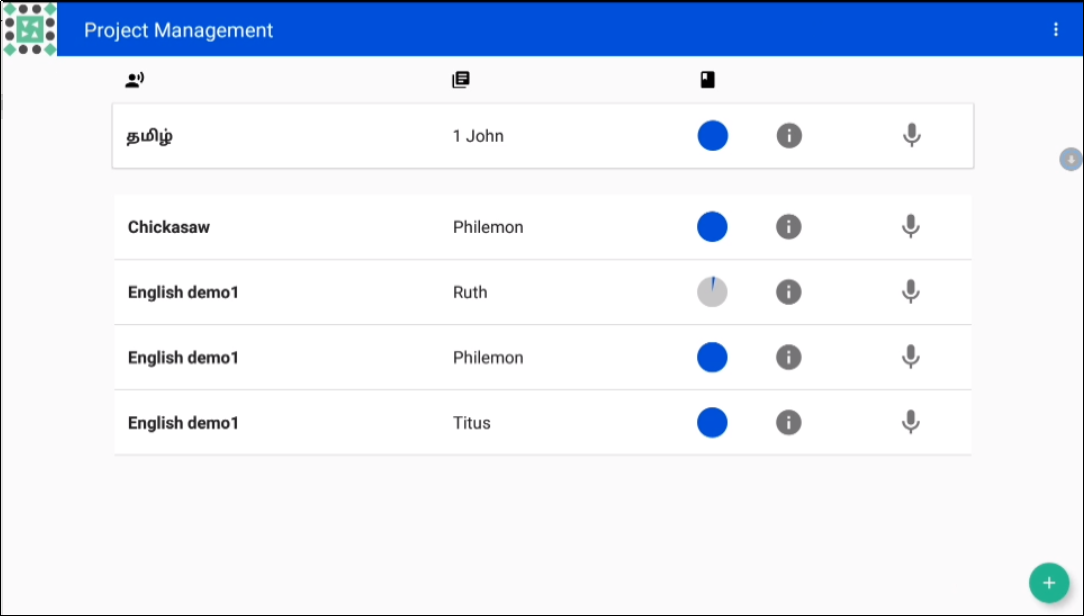 Project Management
தமிழ் 1 John
Chickasaw Philemon
English demo1 Ruth
English demo1 Philemon
English demo1 Titus